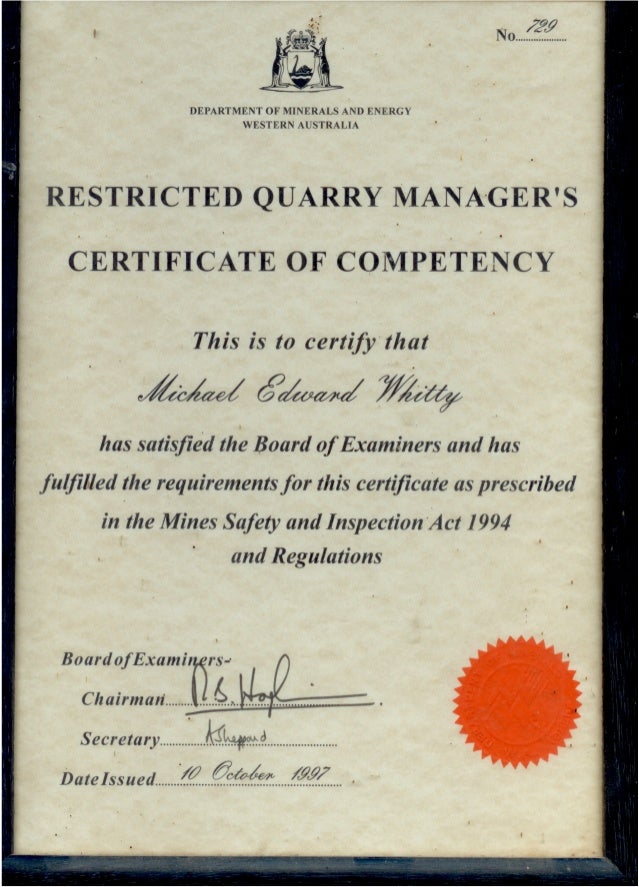 No. 729
DEPARTMENT OF MINERALS AND ENERGY
WESTERN AUSTRALIA
RESTRICTED QUARRY MANAGER'S
CERTIFICATE OF COMPETENCY
This is to certify that
Michael Edward Whitty
has satisfied the Board of Examiners and has
fulfilled the requirements for this certificate as prescribed
in the Mines Safety and Inspection Act 1994
and Regulations
Board of Examiners-
Chairman
Secretary ASheppard
Date Issued 10 October 1997